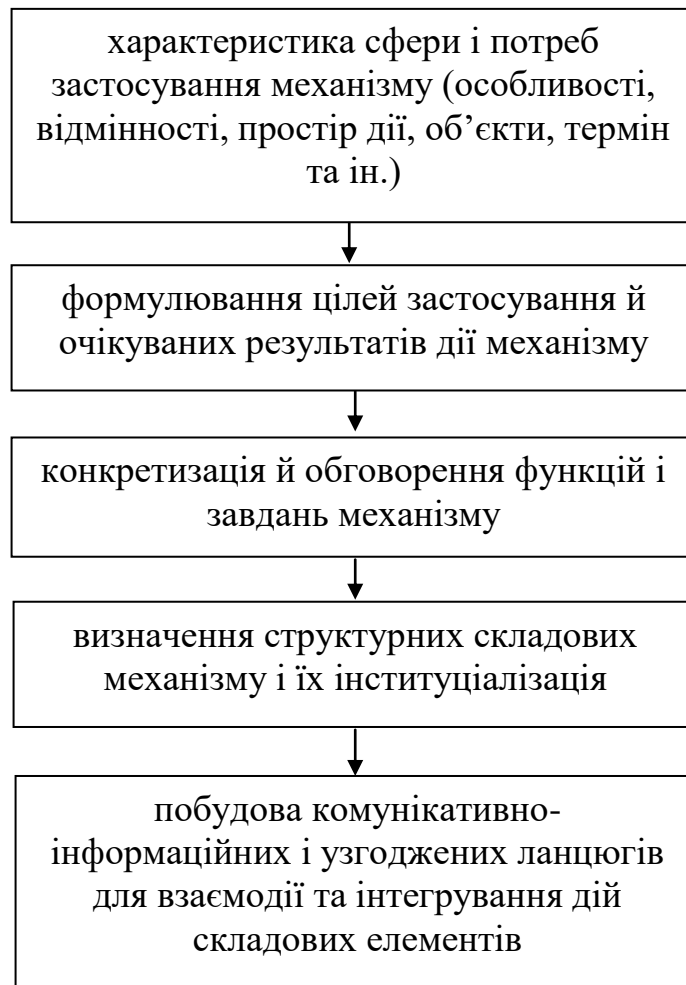 характеристика сфери і потреб
застосування механізму (особливості,
відмінності, простір дії, об’єкти, термін
та ін.)
формулювання цілей застосування й
очікуваних результатів дії механізму
конкретизація й обговорення функцій і
завдань механізму
визначення структурних складових
механізму і їх інституціалізація
побудова комунікативно-
інформаційних і узгоджених ланцюгів
для взаємодії та інтегрування дій
складових елементів